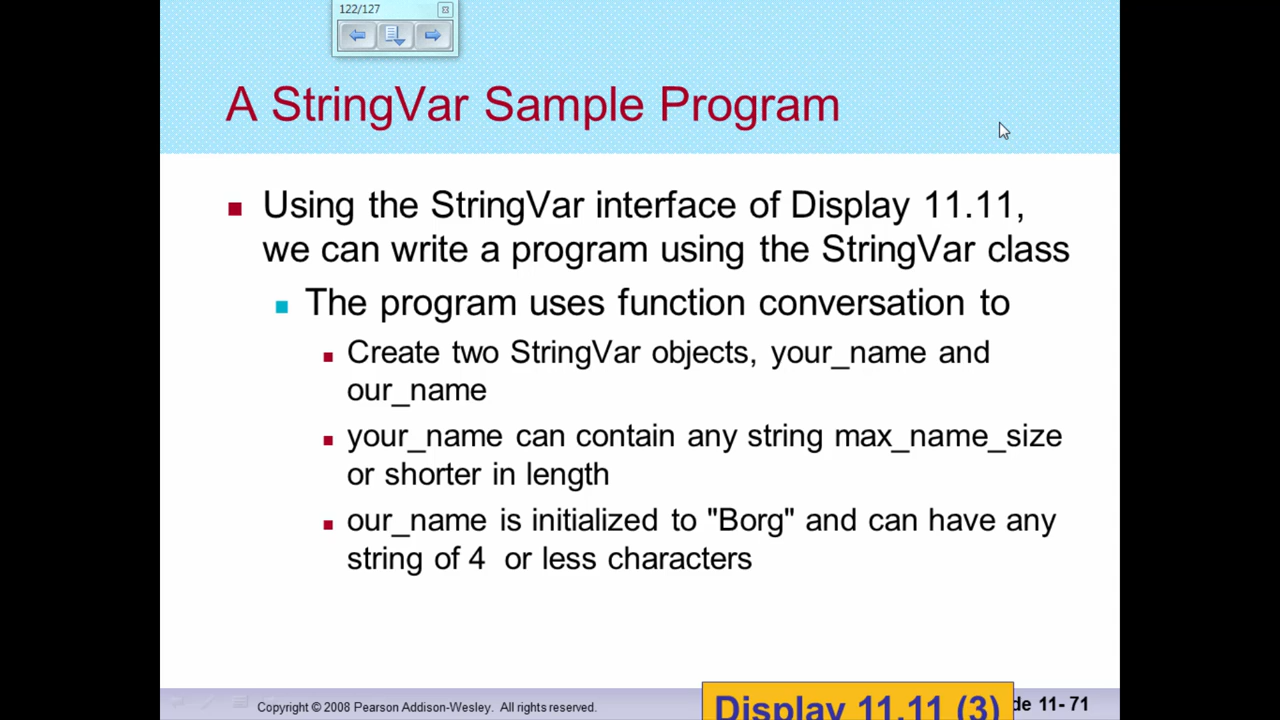 122/127
A StringVar Sample Program
Using the StringVar interface of Display 11.11,
we can write a program using the StringVar class
The program uses function conversation to
Create two StringVar objects, your_name and
our_name
your_name can contain any string max_name_size
or shorter in length
our_name is initialized to "Borg" and can have any
string of 4  or less characters
Copyright © 2008 Pearson Addison-Wesley.  All rights reserved.
Display 11.11 (3)
de 11- 71